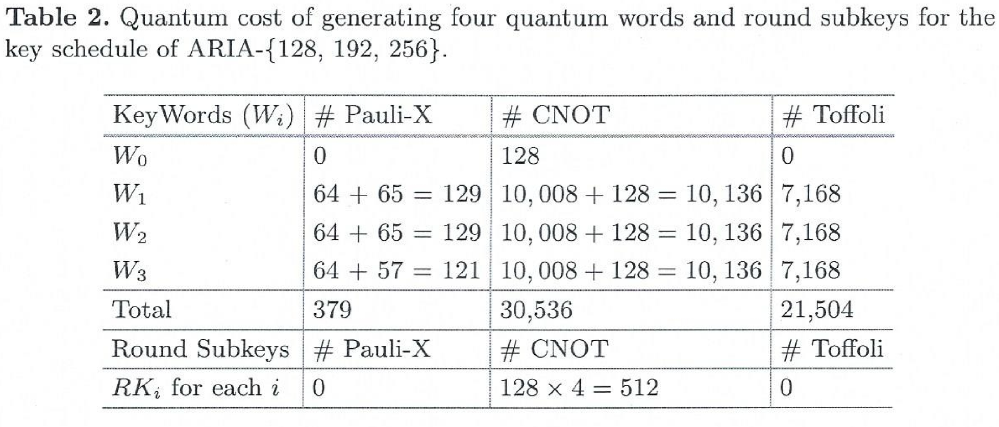 Table 2. Quantum cost of generating four quantum words and round subkeys for the
key schedule of ARIA-{128, 192, 256}.
KeyWords (W_i) # Pauli-X # CNOT # Toffoli
W_0 0 128 0
W_1 64 + 65 = 129 10,008 + 128 = 10,136 7,168
W_2 64 + 65 = 129 10,008 + 128 = 10,136 7,168
W_3 64 + 57 = 121 10,008 + 128 = 10,136 7,168
Total 379 30,536 21,504
Round Subkeys # Pauli-X # CNOT # Toffoli
RK_i for each i 0 128 × 4 = 512 0